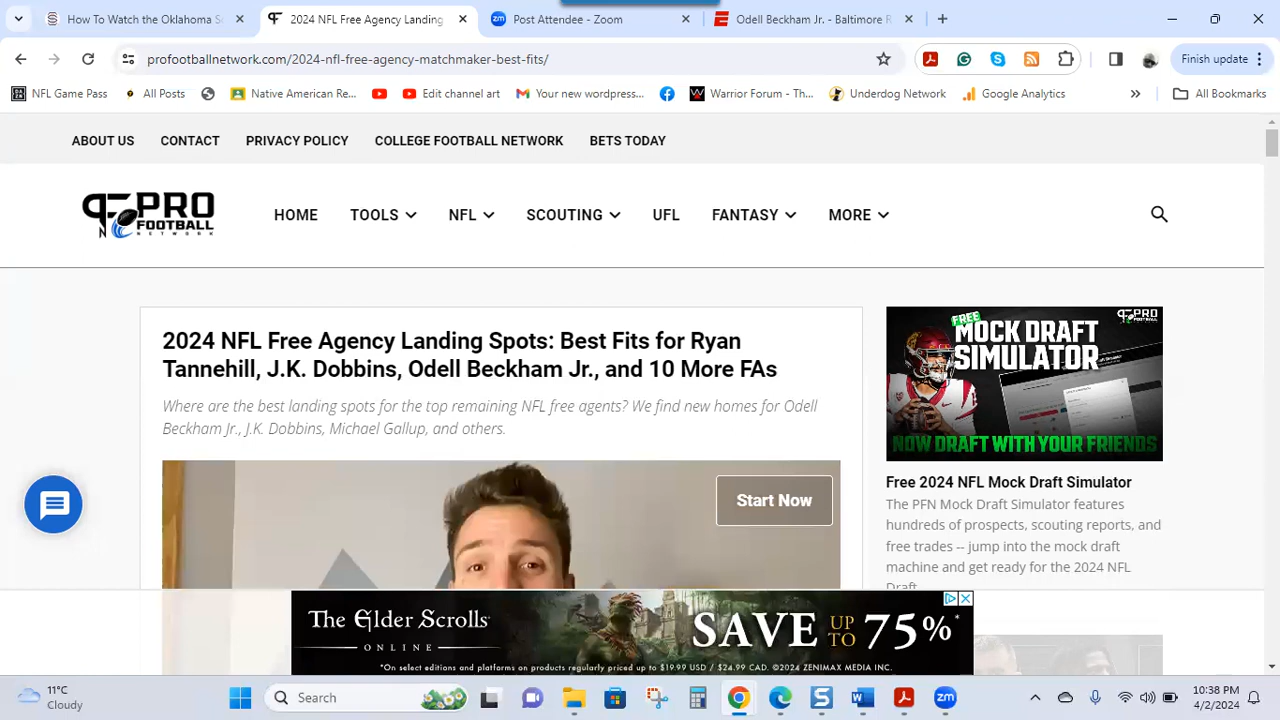 How to Watch the Oklahoma S
2024 NFL Free Agency Landing
Post Attendee - Zoom
Odell Beckham Jr. - Baltimore R
profootballnetwork.com/2024-nfl-free-agency-matchmaker-best-fits/
Finish update
NFL Game Pass
All Posts
Native American Re...
Edit channel art
Your new wordpress...
Warrior Forum - Th...
Underdog Network
Google Analytics
All Bookmarks
ABOUT US CONTACT PRIVACY POLICY COLLEGE FOOTBALL NETWORK BETS TODAY
PRO
FOOTBALL
NETWORK
HOME TOOLS NFL SCOUTING UFL FANTASY MORE
2024 NFL Free Agency Landing Spots: Best Fits for Ryan
Tannehill, J.K. Dobbins, Odell Beckham Jr., and 10 More FAs
Where are the best landing spots for the top remaining NFL free agents? We find new homes for Odell
Beckham Jr., J.K. Dobbins, Michael Gallup, and others.
Start Now
FREE
MOCK DRAFT
SIMULATOR
PRO
FOOTBALL
NOW DRAFT WITH YOUR FRIENDS
Free 2024 NFL Mock Draft Simulator
The PFN Mock Draft Simulator features
hundreds of prospects, scouting reports, and
free trades -- jump into the mock draft
machine and get ready for the 2024 NFL
Draft.
The Elder Scrolls
ONLINE
SAVE UP TO 75%*
*On select editions and platforms on products regularly priced up to $19.99 USD / $24.99 CAD. ©2024 ZENIMAX MEDIA INC.
11°C
Cloudy
Search
3:38 PM
4/2/2024